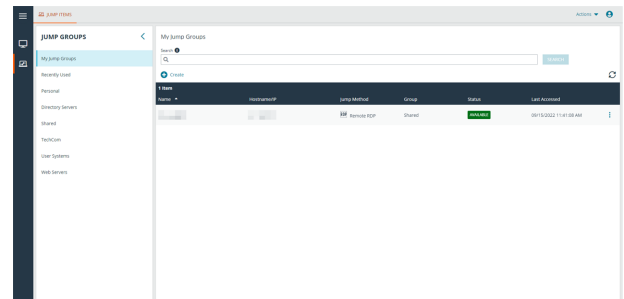 JUMP ITEMS
Actions
JUMP GROUPS
My Jump Groups
Recently Used
Personal
Directory Servers
Shared
TechCom
User Systems
Web Servers
My Jump Groups
Search
SEARCH
Create
1 Item
Name Hostname/IP Jump Method Group Status Last Accessed
Remote RDP Shared AVAILABLE 09/15/2022 11:41:08 AM